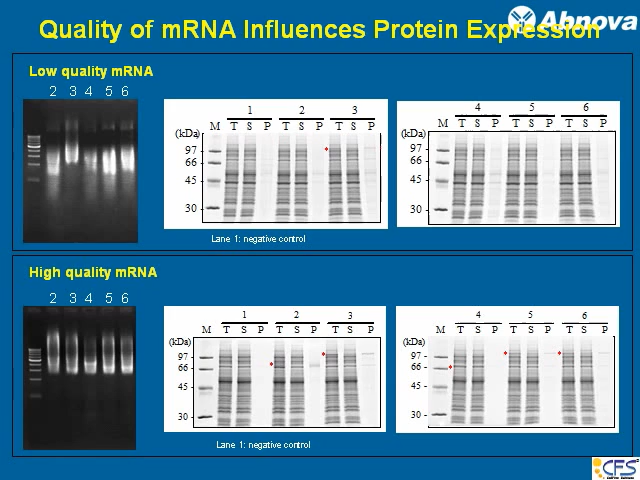 Quality of mRNA Influences Protein Expression
Abnova
Low quality mRNA
2 3 4 5 6
1 2 3
M T S P T S P T S P
(kDa)
97 -
66 -
45 -
30 -
4 5 6
M T S P T S P T S P
(kDa)
97 -
66 -
45 -
30 -
Lane 1: negative control
High quality mRNA
2 3 4 5 6
1 2 3
M T S P T S P T S P
(kDa)
97 -
66 -
45 -
30 -
4 5 6
M T S P T S P T S P
(kDa)
97 -
66 -
45 -
30 -
Lane 1: negative control
CFS